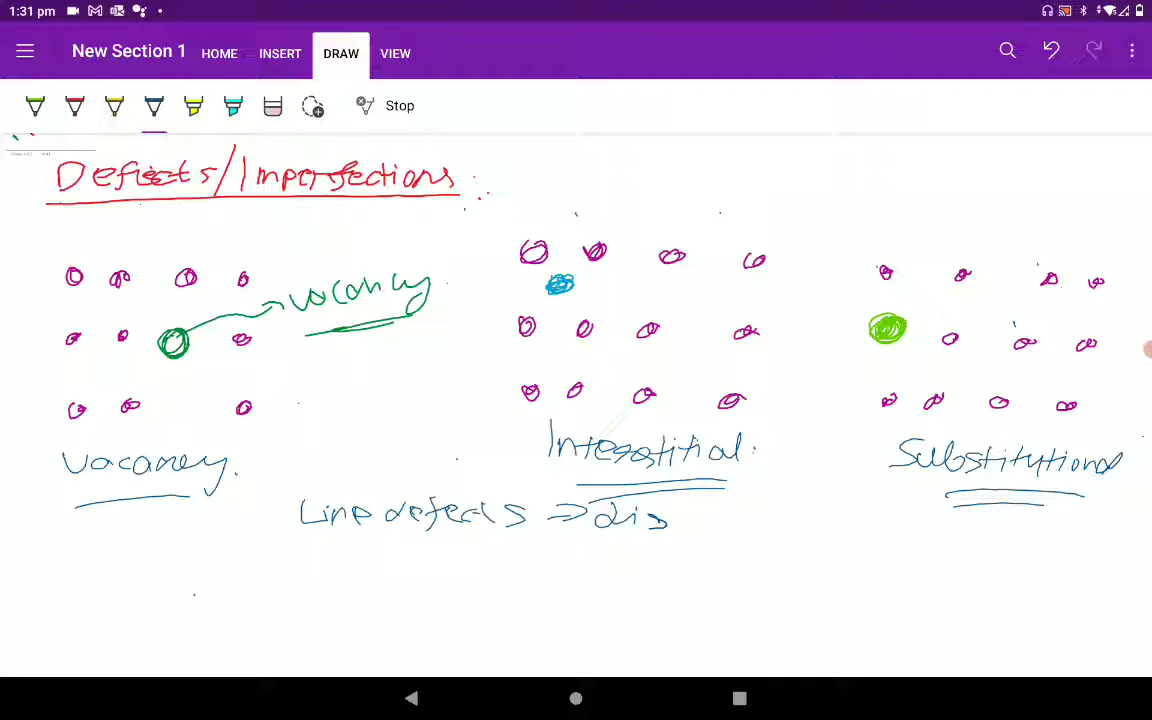 1:31 pm
New Section 1 HOME INSERT DRAW VIEW
Stop
Defects/Imperfections
vacancy
vacancy.
Interstitial
Substitutional
Line defects ⇒ dis